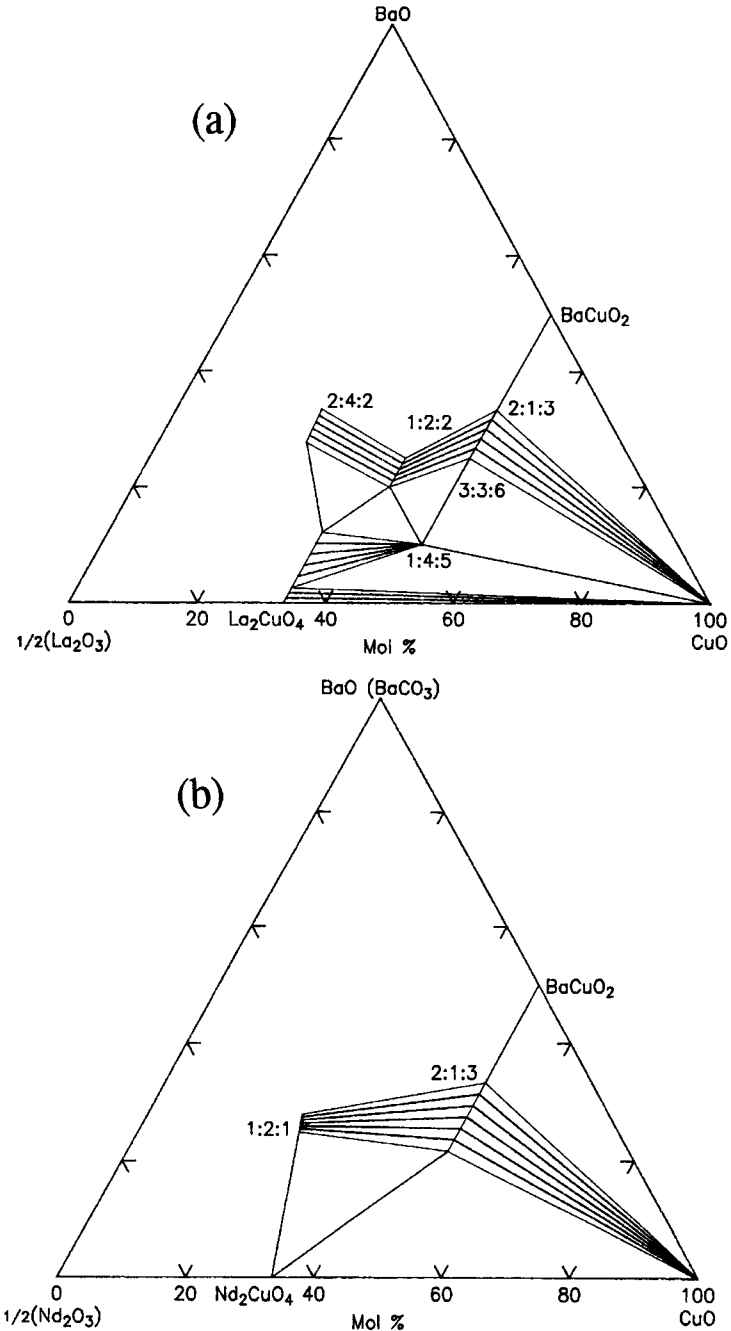 BaO
(a)
BaCuO₂
2:4:2
1:2:2
2:1:3
3:3:6
1:4:5
0 20 La₂CuO₄ 40 60 80 100
1/2(La₂O₃) Mol % CuO
BaO (BaCO₃)
(b)
BaCuO₂
2:1:3
1:2:1
0 20 Nd₂CuO₄ 40 60 80 100
1/2(Nd₂O₃) Mol % CuO